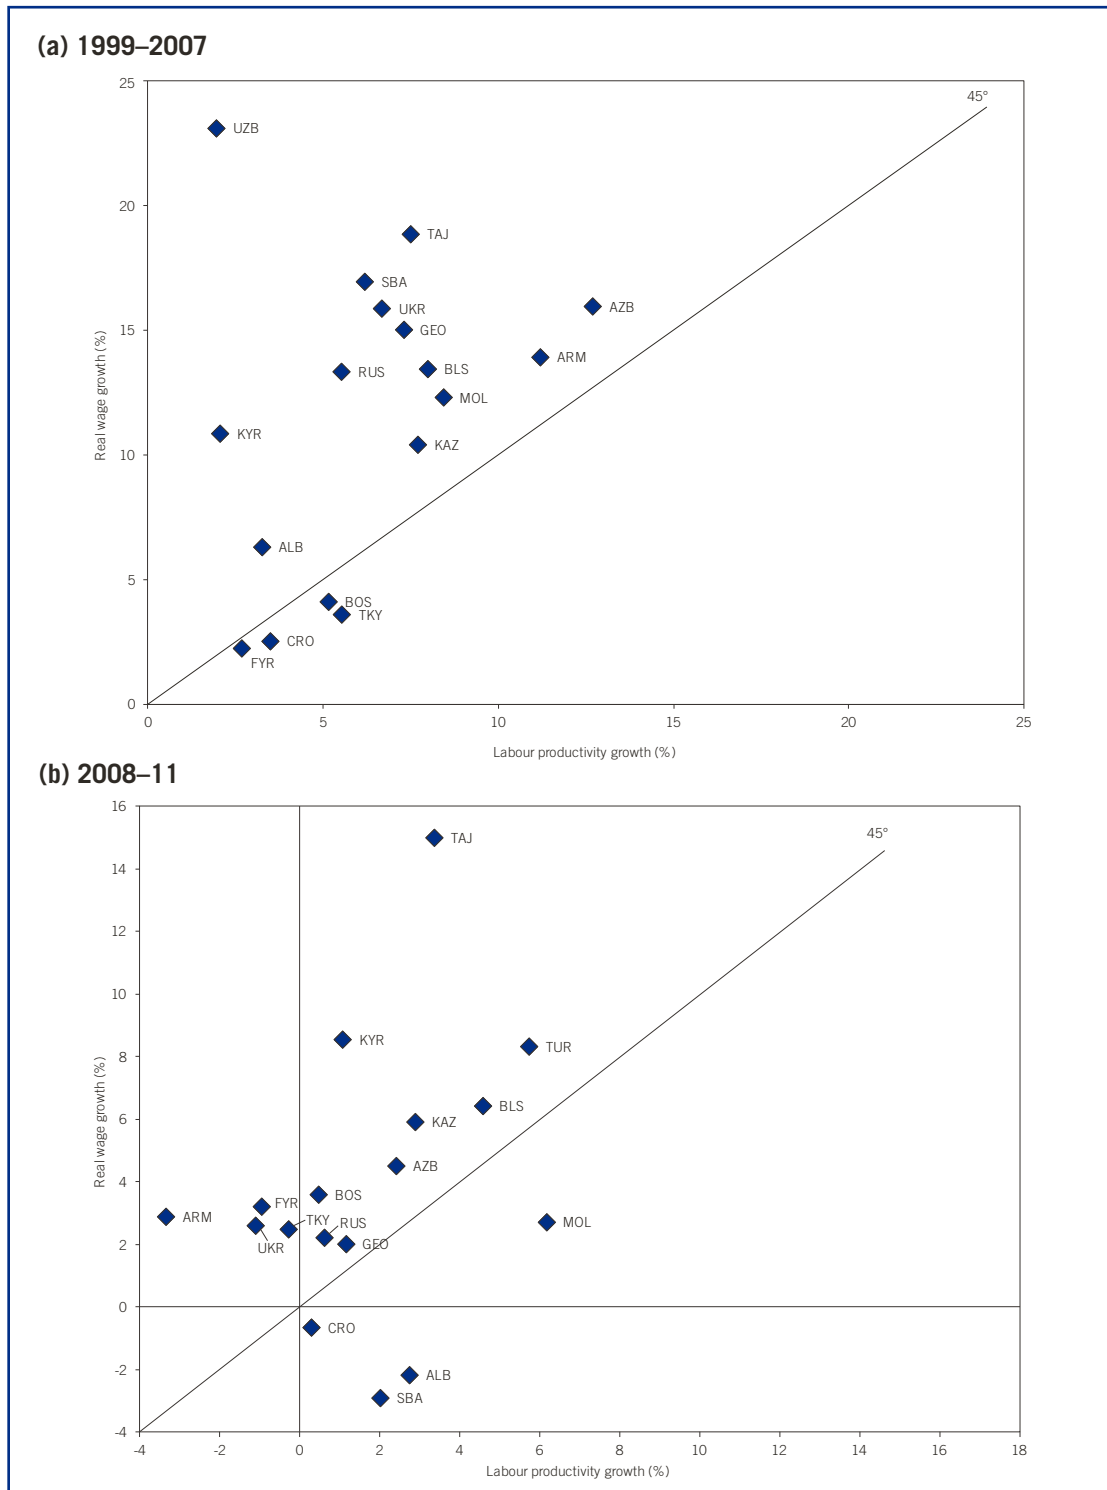 (a) 1999–2007
25
45°
UZB
20
TAJ
SBA
AZB
UKR
GEO
15
ARM
BLS
RUS
MOL
KYR
KAZ
10
Real wage growth (%)
ALB
5
BOS
TKY
CRO
FYR
0
0 5 10 15 20 25
Labour productivity growth (%)
(b) 2008–11
16
45°
TAJ
14
12
10
KYR
TUR
8
BLS
KAZ
6
Real wage growth (%)
AZB
4
BOS
FYR
ARM
TKY
RUS
MOL
UKR
GEO
2
0
CRO
-2
ALB
SBA
-4
-4 -2 0 2 4 6 8 10 12 14 16 18
Labour productivity growth (%)